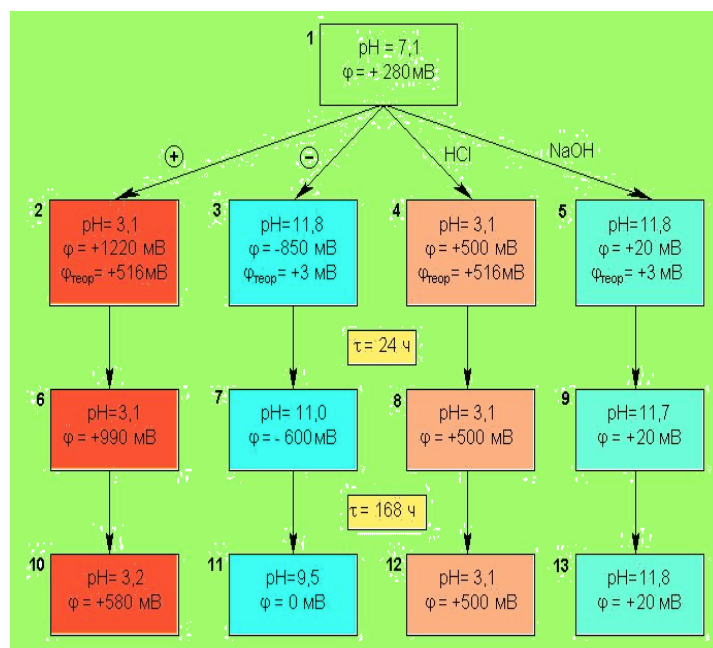 1
pH = 7,1
φ = + 280 мВ
+
−
HCl
NaOH
2
pH= 3,1
φ = +1220 мВ
φтеор= +516мВ
3
pH=11,8
φ = -850 мВ
φтеор= +3 мВ
4
pH= 3,1
φ = +500 мВ
φтеор= +516мВ
5
pH= 11,8
φ = +20 мВ
φтеор= +3 мВ
τ = 24 ч
6
pH=3,1
φ = +990 мВ
7
pH= 11,0
φ = - 600мВ
8
pH= 3,1
φ = +500 мВ
9
pH= 11,7
φ = +20 мВ
τ = 168 ч
10
pH= 3,2
φ = +580 мВ
11
pH=9,5
φ = 0 мВ
12
pH= 3,1
φ = +500 мВ
13
pH= 11,8
φ = +20 мВ